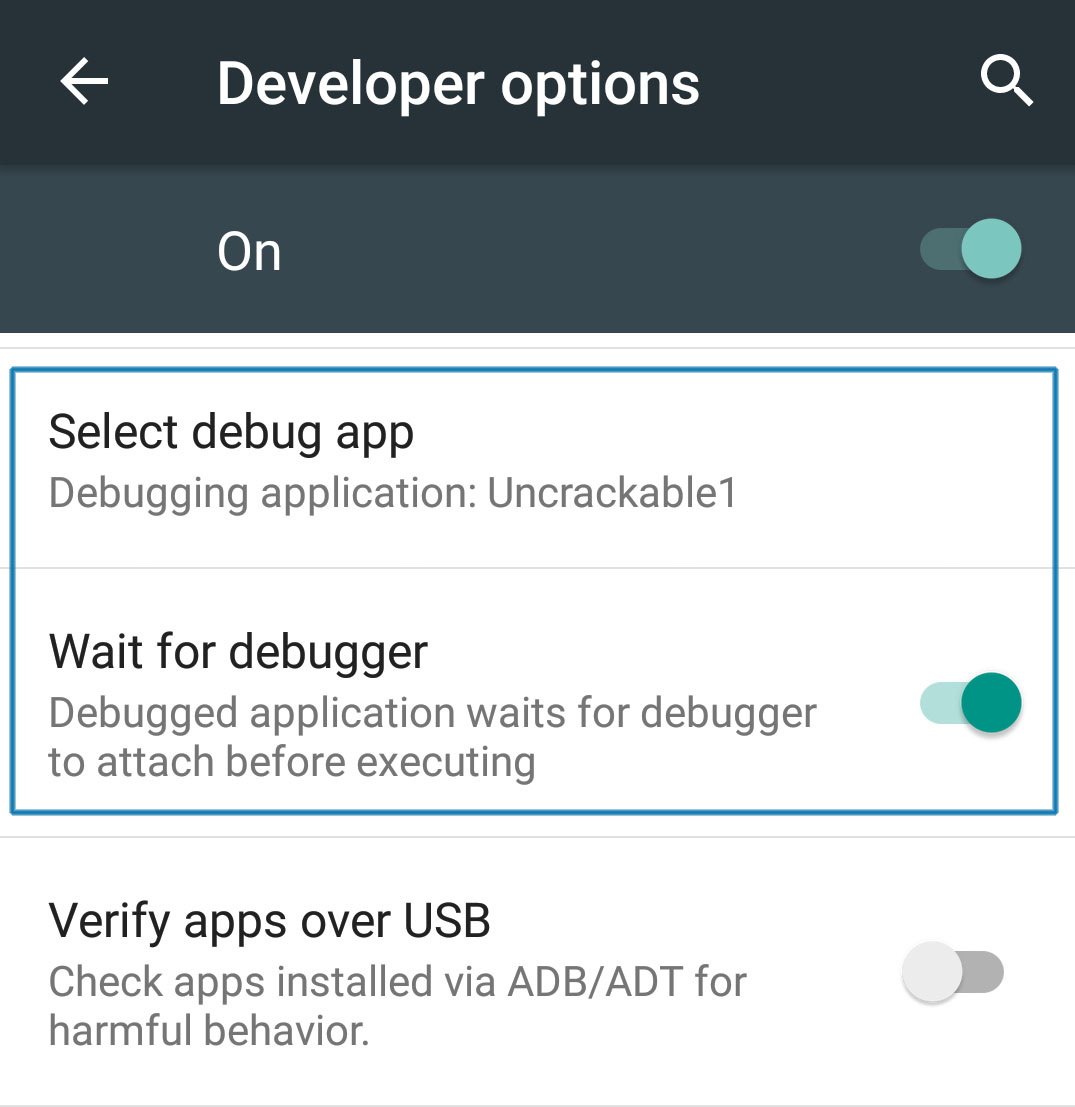 Developer options
On
Select debug app
Debugging application: Uncrackable1
Wait for debugger
Debugged application waits for debugger
to attach before executing
Verify apps over USB
Check apps installed via ADB/ADT for
harmful behavior.